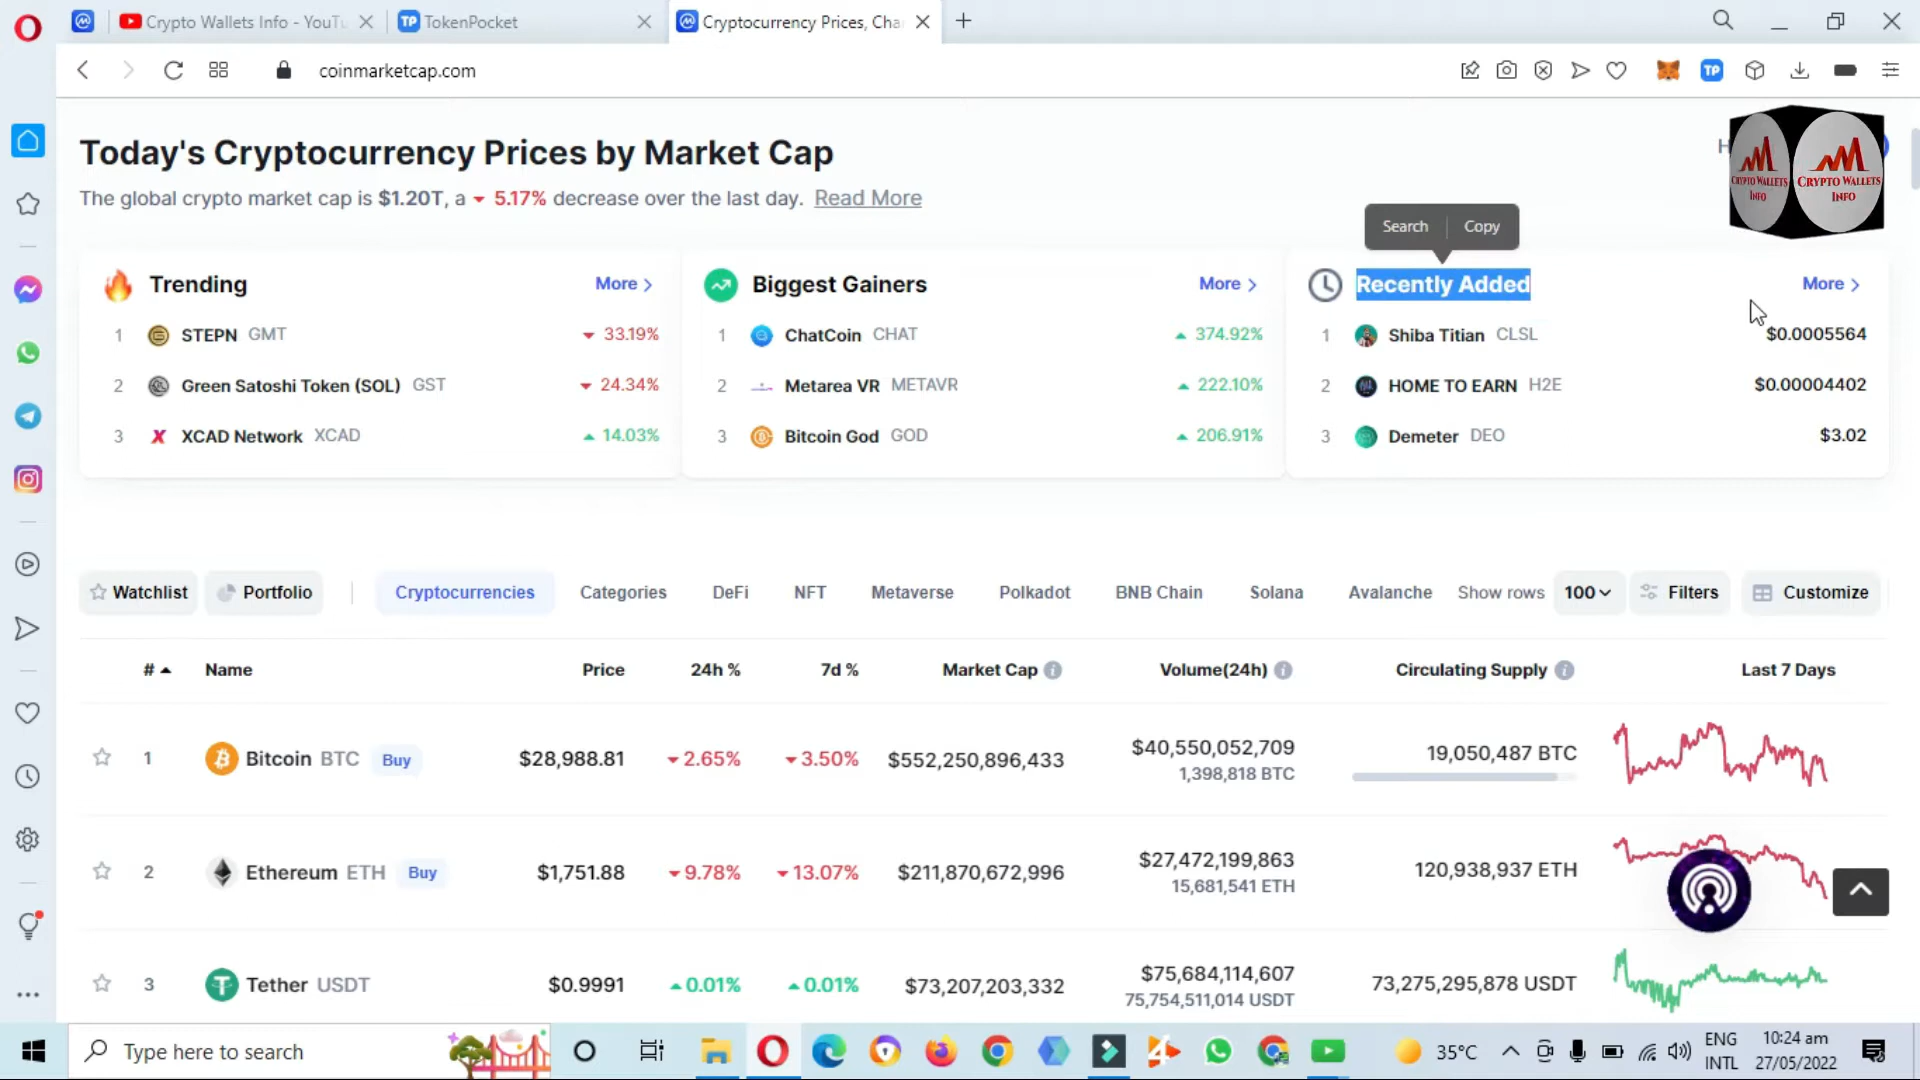 Crypto Wallets Info - YouTu
TokenPocket
Cryptocurrency Prices, Cha
coinmarketcap.com
Today's Cryptocurrency Prices by Market Cap
The global crypto market cap is $1.20T, a 5.17% decrease over the last day. Read More
CRYPTO WALLETS INFO
CRYPTO WALLETS INFO
Search Copy
Trending More
1 STEPN GMT 33.19%
2 Green Satoshi Token (SOL) GST 24.34%
3 XCAD Network XCAD 14.03%
Biggest Gainers More
1 ChatCoin CHAT 374.92%
2 Metarea VR METAVR 222.10%
3 Bitcoin God GOD 206.91%
Recently Added More
1 Shiba Titian CLSL $0.0005564
2 HOME TO EARN H2E $0.00004402
3 Demeter DEO $3.02
Watchlist Portfolio Cryptocurrencies Categories DeFi NFT Metaverse Polkadot BNB Chain Solana Avalanche Show rows 100 Filters Customize
# Name Price 24h % 7d % Market Cap Volume(24h) Circulating Supply Last 7 Days
1 Bitcoin BTC Buy $28,988.81 2.65% 3.50% $552,250,896,433 $40,550,052,709 19,050,487 BTC
1,398,818 BTC
2 Ethereum ETH Buy $1,751.88 9.78% 13.07% $211,870,672,996 $27,472,199,863 120,938,937 ETH
15,681,541 ETH
3 Tether USDT $0.9991 0.01% 0.01% $73,207,203,332 $75,684,114,607 73,275,295,878 USDT
75,754,511,014 USDT
Type here to search
35°C
ENG
INTL
10:24 am
27/05/2022